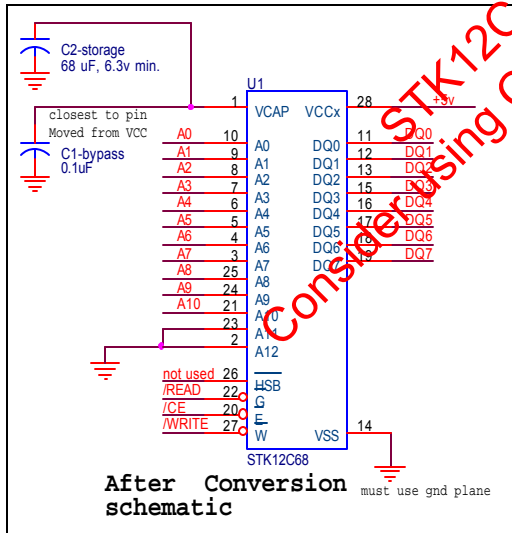 C2-storage
68 uF, 6.3v min.
closest to pin
Moved from VCC
C1-bypass
0.1uF
U1
1 VCAP VCCx 28 +5v
A0 10 A0 DQ0 11 DQ0
A1 9 A1 DQ1 12 DQ1
A2 8 A2 DQ2 13 DQ2
A3 7 A3 DQ3 15 DQ3
A4 6 A4 DQ4 16 DQ4
A5 5 A5 DQ5 17 DQ5
A6 4 A6 DQ6 18 DQ6
A7 3 A7 19 DQ7
A8 25 A8
A9 24 A9
A10 21 A10
23 A11
2 A12
not used 26 HSB
/READ 22 G
/CE 20 E
/WRITE 27 W VSS 14
STK12C68
After Conversion
schematic
must use gnd plane
Consider using